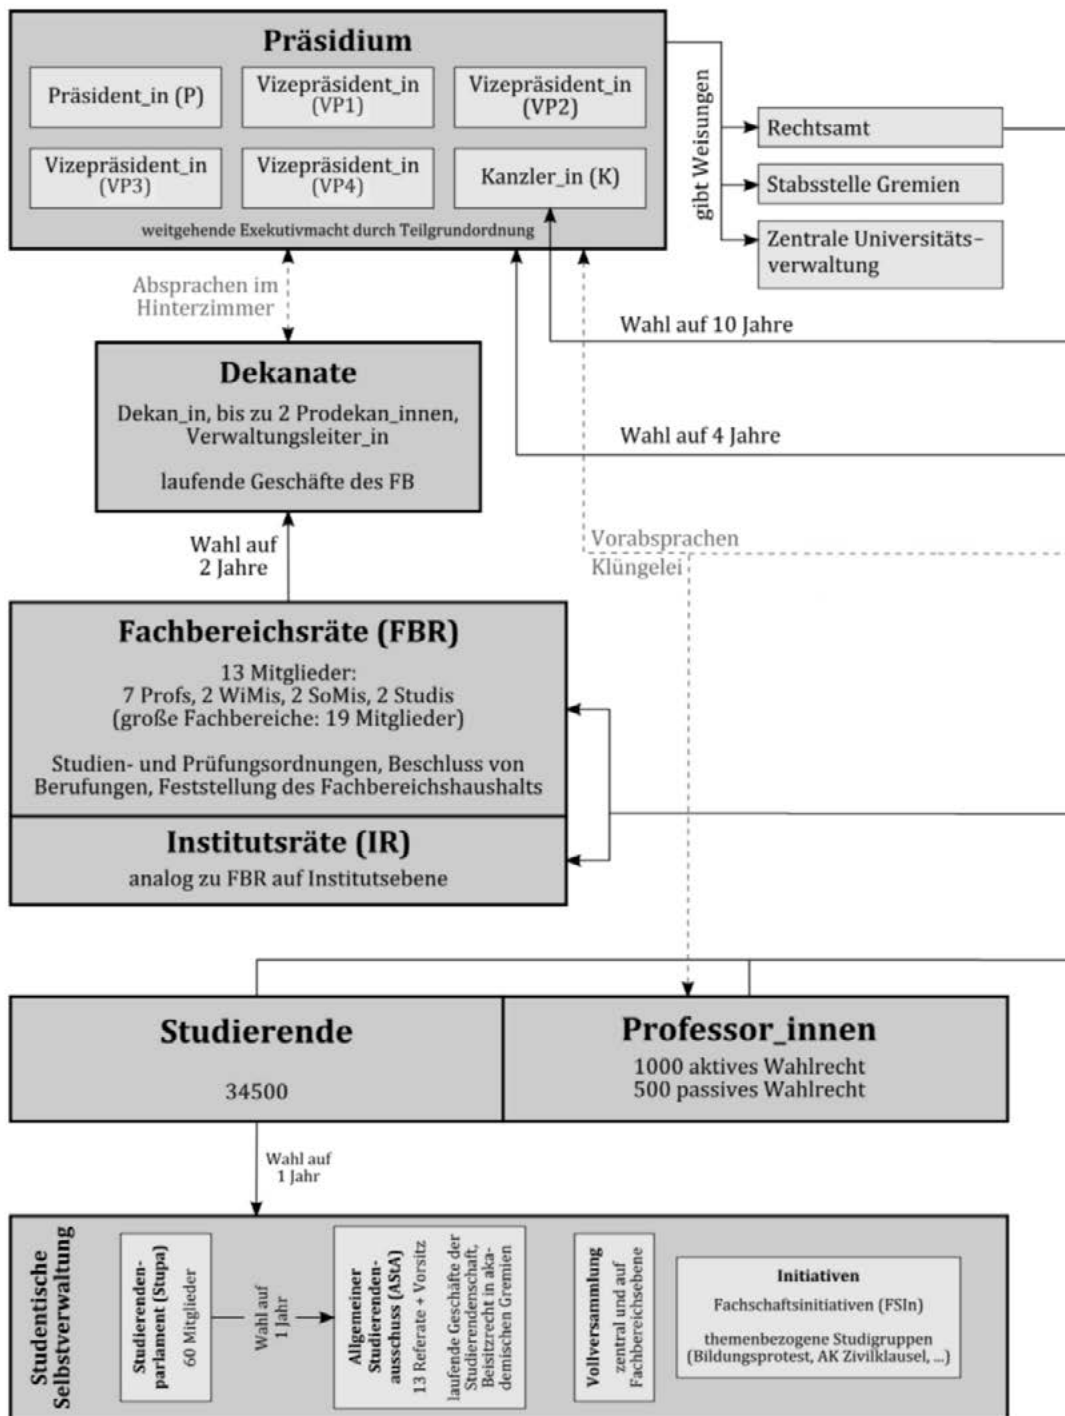 Präsidium
Präsident_in (P)
Vizepräsident_in
(VP1)
Vizepräsident_in
(VP2)
Vizepräsident_in
(VP3)
Vizepräsident_in
(VP4)
Kanzler_in (K)
weitgehende Exekutivmacht durch Teilgrundordnung
gibt Weisungen
Rechtsamt
Stabsstelle Gremien
Zentrale Universitäts-
verwaltung
Absprachen im
Hinterzimmer
Wahl auf 10 Jahre
Dekanate
Dekan_in, bis zu 2 Prodekan_innen,
Verwaltungsleiter_in
laufende Geschäfte des FB
Wahl auf 4 Jahre
Wahl auf
2 Jahre
Vorabsprachen
Klüngelei
Fachbereichsräte (FBR)
13 Mitglieder:
7 Profs, 2 WiMis, 2 SoMis, 2 Studis
(große Fachbereiche: 19 Mitglieder)
Studien- und Prüfungsordnungen, Beschluss von
Berufungen, Feststellung des Fachbereichshaushalts
Institutsräte (IR)
analog zu FBR auf Institutsebene
Studierende
34500
Professor_innen
1000 aktives Wahlrecht
500 passives Wahlrecht
Wahl auf
1 Jahr
Studentische
Selbstverwaltung
Studierenden-
parlament (Stupa)
60 Mitglieder
Wahl auf
1 Jahr
Allgemeiner
Studierenden-
ausschuss (AStA)
13 Referate + Vorsitz
laufende Geschäfte der
Studierendenschaft,
Beisitzrecht in aka-
demischen Gremien
Vollversammlung
zentral und auf
Fachbereichsebene
Initiativen
Fachschaftsinitiativen (FSIn)
themenbezogene Studigruppen
(Bildungsprotest, AK Zivilklausel, ...)